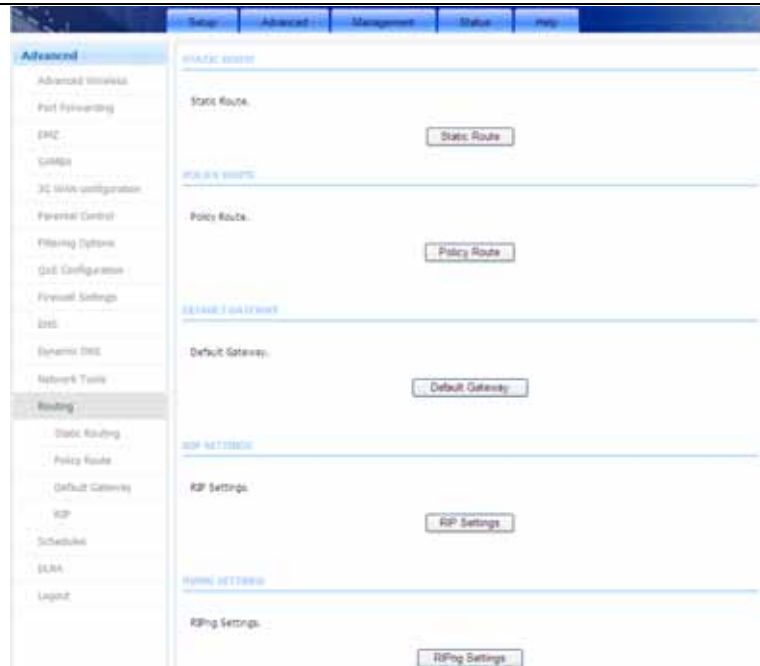 Setup Advanced Management Status Help
Advanced
Advanced Wireless
Port Forwarding
DMZ
SAMBA
3G WAN configuration
Parental Control
Filtering Options
QoS Configuration
Firewall Settings
DNS
Dynamic DNS
Network Tools
Routing
Static Routing
Policy Route
Default Gateway
RIP
Schedules
DLNA
Logout
STATIC ROUTE
Static Route.
Static Route
POLICY ROUTE
Policy Route.
Policy Route
DEFAULT GATEWAY
Default Gateway.
Default Gateway
RIP SETTINGS
RIP Settings.
RIP Settings
RIPNG SETTINGS
RIPng Settings.
RIPng Settings